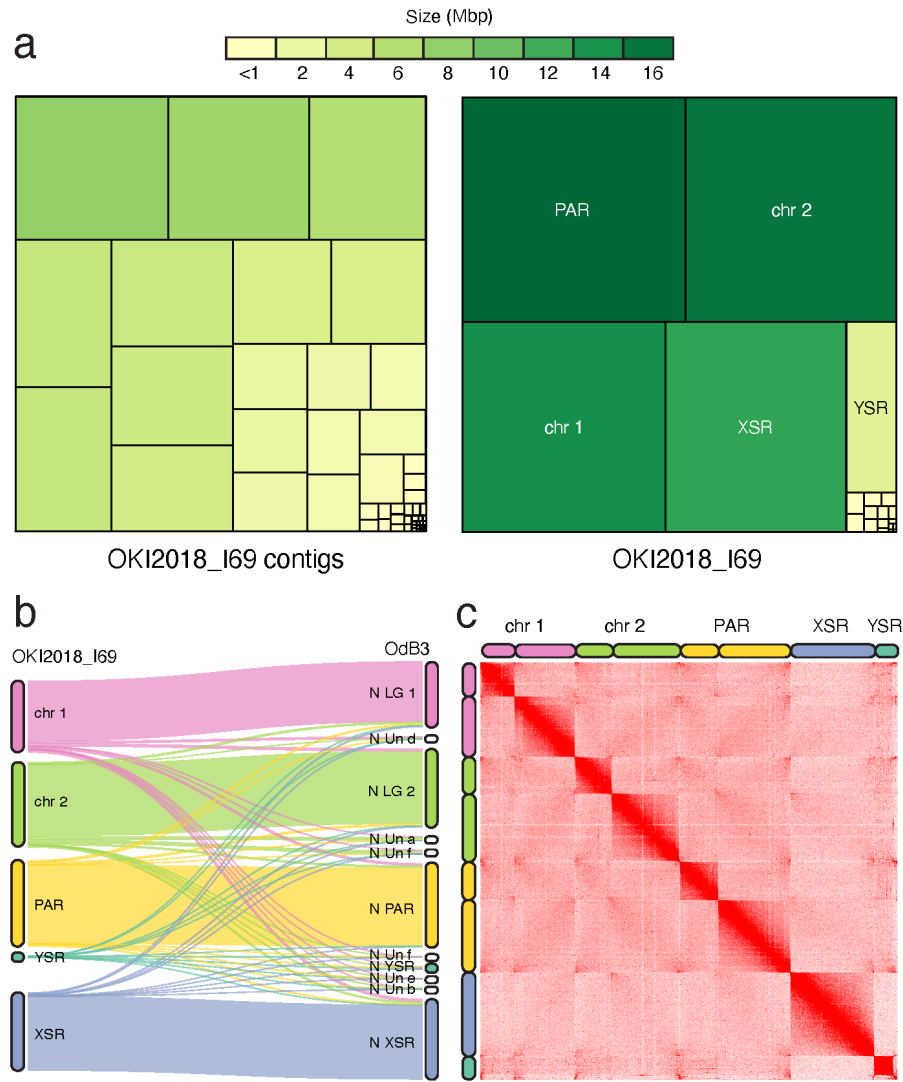 a
Size (Mbp)
<1 2 4 6 8 10 12 14 16
PAR
chr 2
chr 1
XSR
YSR
OKI2018_I69 contigs
OKI2018_I69
b
OKI2018_I69
OdB3
chr 1
chr 2
PAR
YSR
XSR
N LG 1
N Un d
N LG 2
N Un a
N Un f
N PAR
N Un f
N YSR
N Un e
N Un b
N XSR
c
chr 1 chr 2 PAR XSR YSR